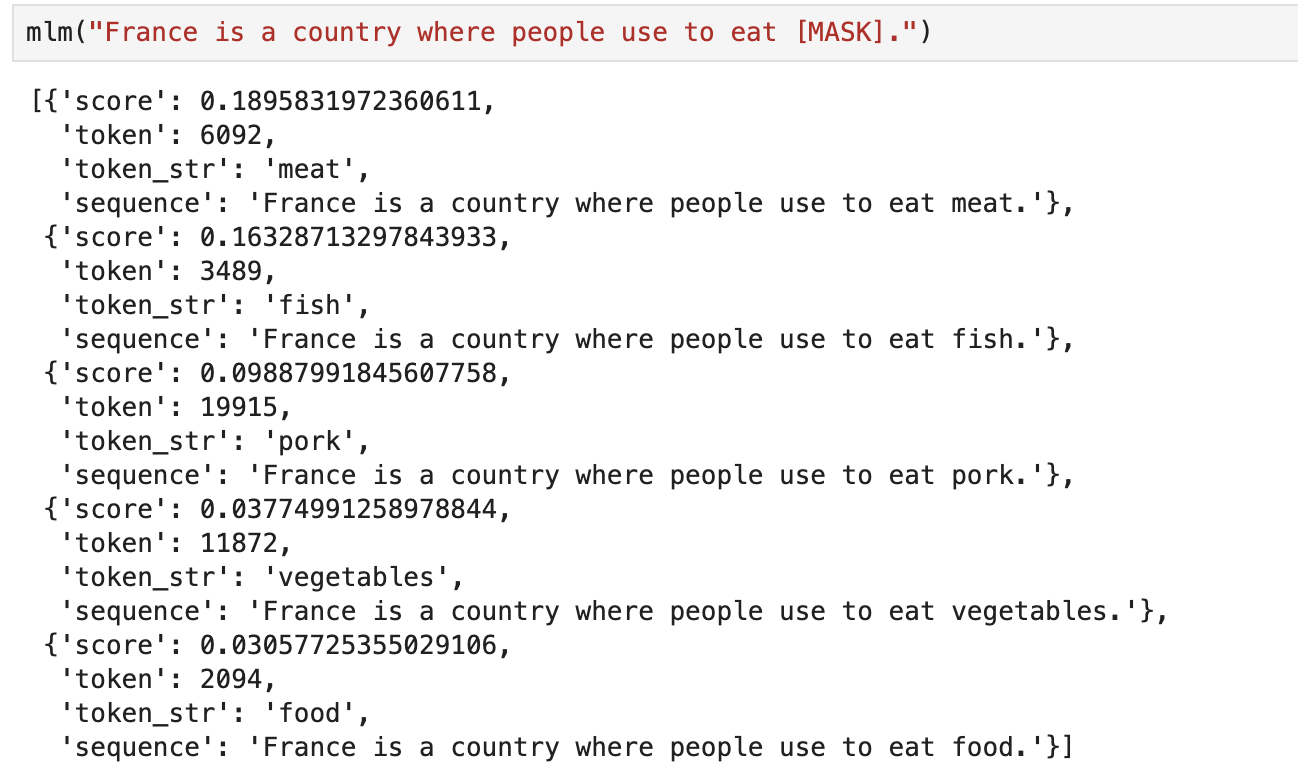 mlm("France is a country where people use to eat [MASK].")
[{'score': 0.1895831972360611,
'token': 6092,
'token_str': 'meat',
'sequence': 'France is a country where people use to eat meat.'},
{'score': 0.16328713297843933,
'token': 3489,
'token_str': 'fish',
'sequence': 'France is a country where people use to eat fish.'},
{'score': 0.09887991845607758,
'token': 19915,
'token_str': 'pork',
'sequence': 'France is a country where people use to eat pork.'},
{'score': 0.03774991258978844,
'token': 11872,
'token_str': 'vegetables',
'sequence': 'France is a country where people use to eat vegetables.'},
{'score': 0.03057725355029106,
'token': 2094,
'token_str': 'food',
'sequence': 'France is a country where people use to eat food.'}]